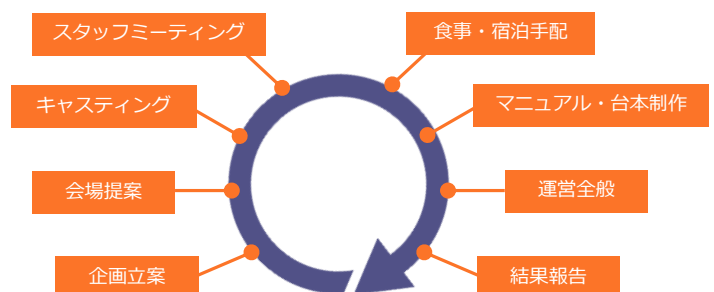 スタッフミーティング
食事・宿泊手配
キャスティング
マニュアル・台本制作
会場提案
運営全般
企画立案
結果報告